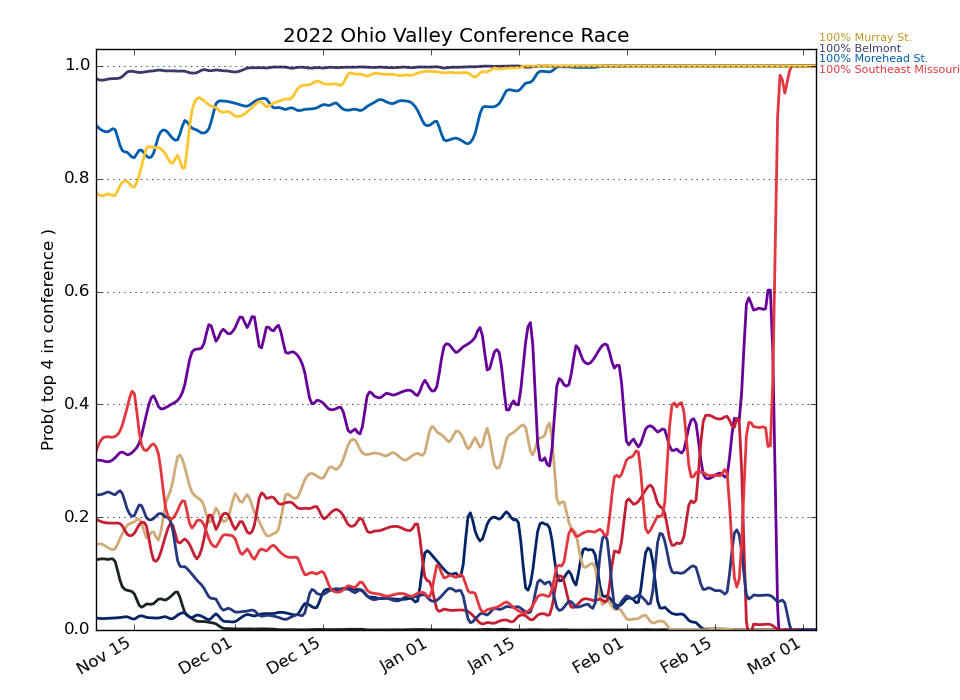 2022 Ohio Valley Conference Race
100% Murray St.
100% Belmont
100% Morehead St.
100% Southeast Missouri
Prob( top 4 in conference )
1.0
0.8
0.6
0.4
0.2
0.0
Nov 15
Dec 01
Dec 15
Jan 01
Jan 15
Feb 01
Feb 15
Mar 01